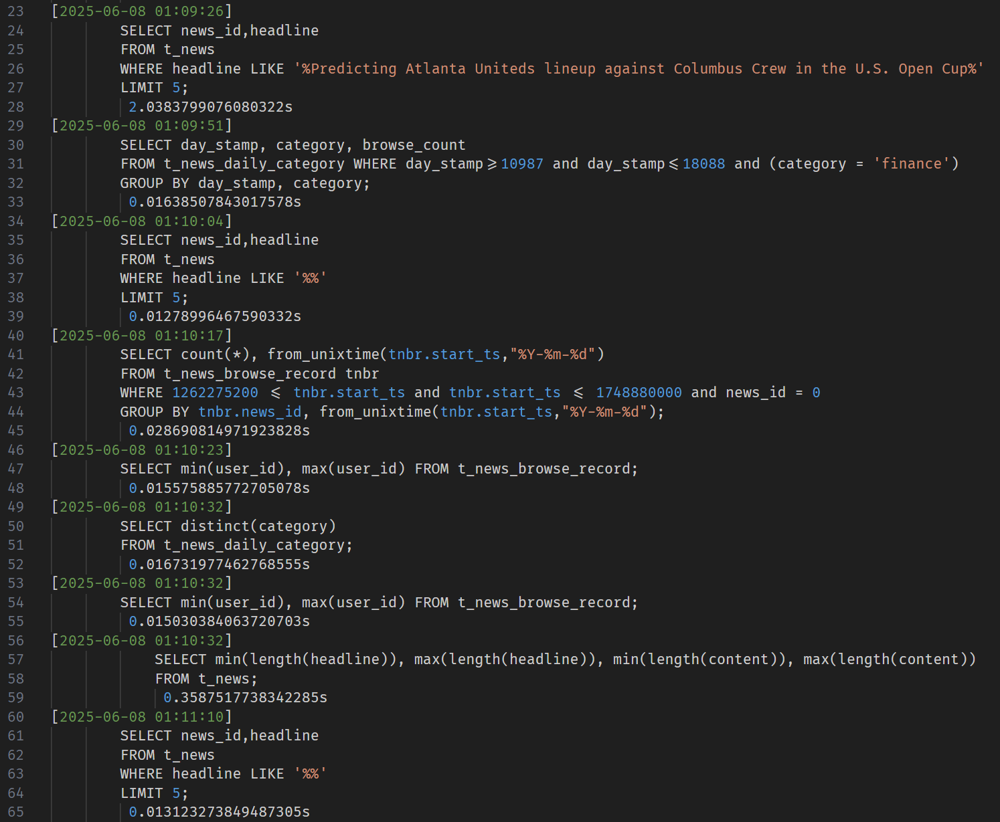 23 [2025-06-08 01:09:26]
24 SELECT news_id,headline
25 FROM t_news
26 WHERE headline LIKE '%Predicting Atlanta Uniteds lineup against Columbus Crew in the U.S. Open Cup%'
27 LIMIT 5;
28 2.0383799076080322s
29 [2025-06-08 01:09:51]
30 SELECT day_stamp, category, browse_count
31 FROM t_news_daily_category WHERE day_stamp>=10987 and day_stamp<=18088 and (category = 'finance')
32 GROUP BY day_stamp, category;
33 0.01638507843017578s
34 [2025-06-08 01:10:04]
35 SELECT news_id,headline
36 FROM t_news
37 WHERE headline LIKE '%%'
38 LIMIT 5;
39 0.01278996467590332s
40 [2025-06-08 01:10:17]
41 SELECT count(*), from_unixtime(tnbr.start_ts,"%Y-%m-%d")
42 FROM t_news_browse_record tnbr
43 WHERE 1262275200 <= tnbr.start_ts and tnbr.start_ts <= 1748880000 and news_id = 0
44 GROUP BY tnbr.news_id, from_unixtime(tnbr.start_ts,"%Y-%m-%d");
45 0.028690814971923828s
46 [2025-06-08 01:10:23]
47 SELECT min(user_id), max(user_id) FROM t_news_browse_record;
48 0.015575885772705078s
49 [2025-06-08 01:10:32]
50 SELECT distinct(category)
51 FROM t_news_daily_category;
52 0.016731977462768555s
53 [2025-06-08 01:10:32]
54 SELECT min(user_id), max(user_id) FROM t_news_browse_record;
55 0.015030384063720703s
56 [2025-06-08 01:10:32]
57 SELECT min(length(headline)), max(length(headline)), min(length(content)), max(length(content))
58 FROM t_news;
59 0.3587517738342285s
60 [2025-06-08 01:11:10]
61 SELECT news_id,headline
62 FROM t_news
63 WHERE headline LIKE '%%'
64 LIMIT 5;
65 0.013123273849487305s